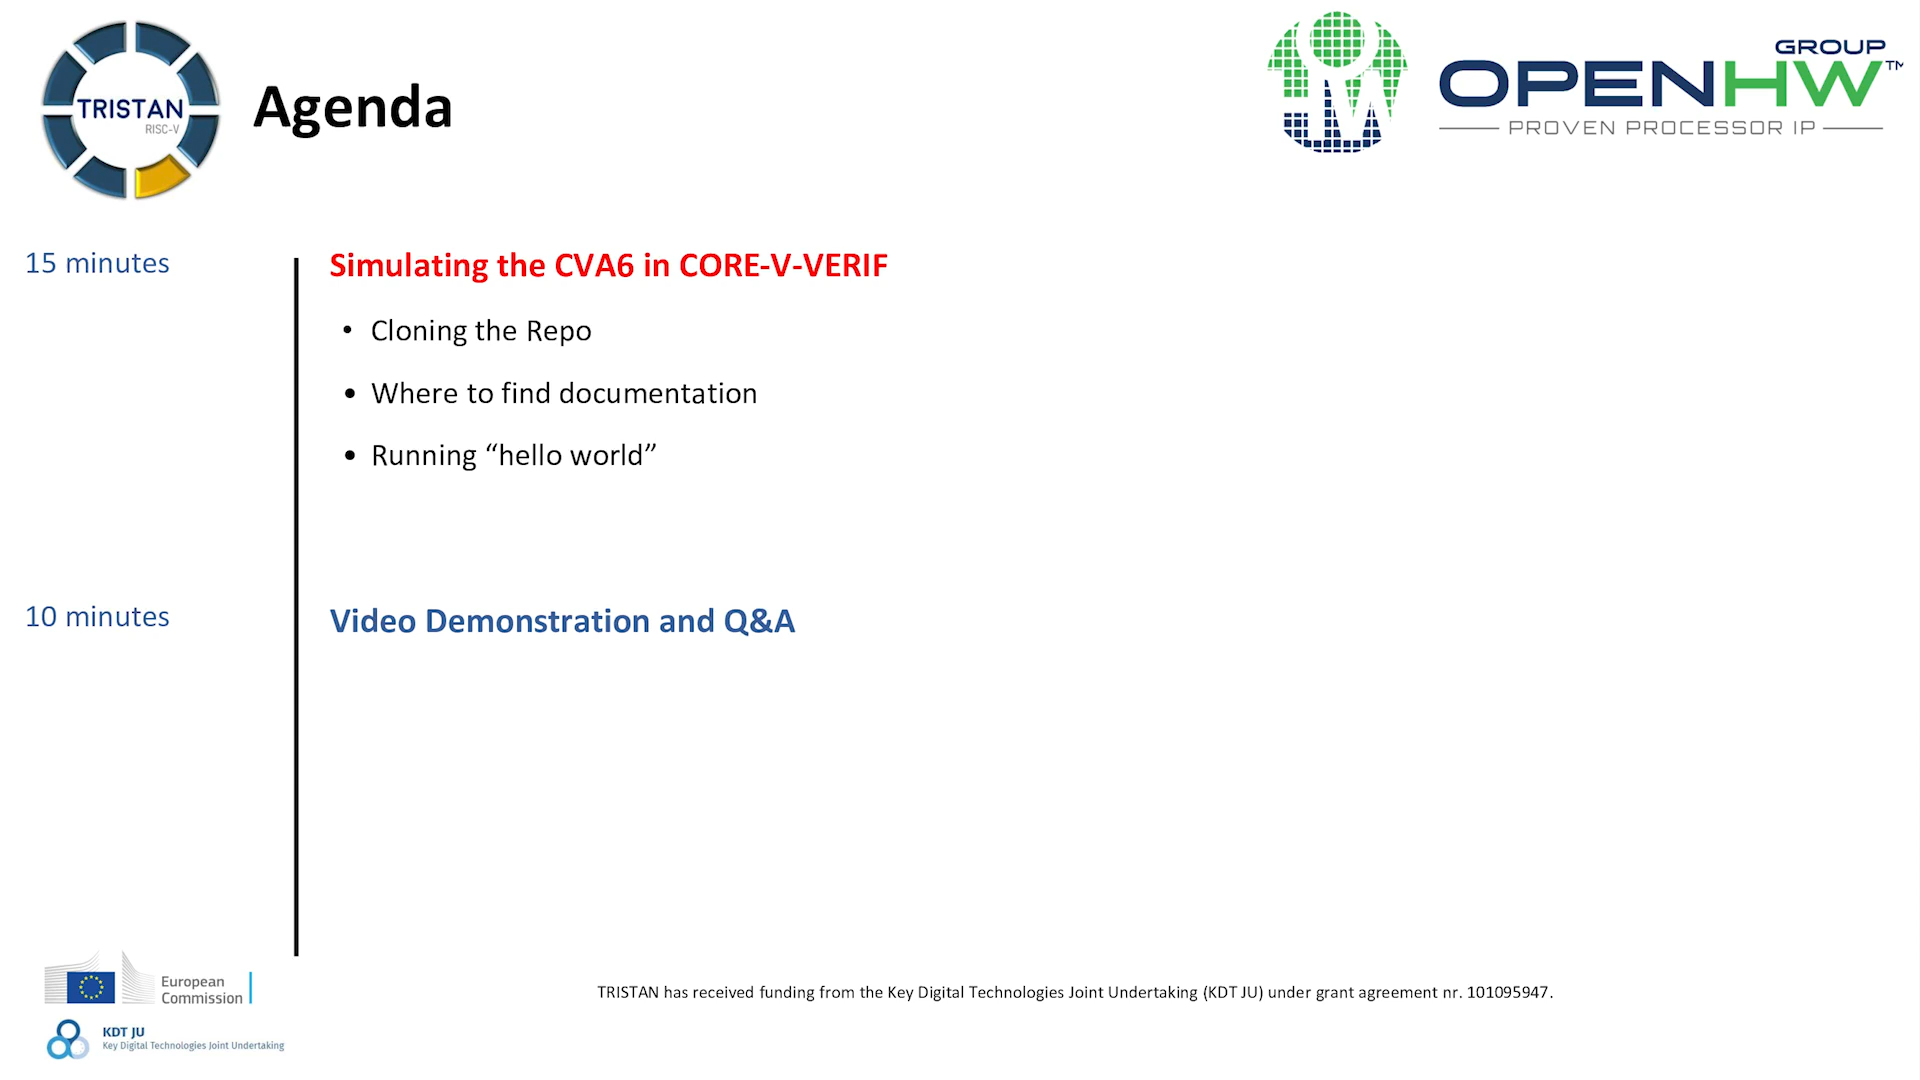 TRISTAN
RISC-V
Agenda
GROUP
OPENHW™
PROVEN PROCESSOR IP
15 minutes
Simulating the CVA6 in CORE-V-VERIF
• Cloning the Repo
• Where to find documentation
• Running “hello world”
10 minutes
Video Demonstration and Q&A
European
Commission
TRISTAN has received funding from the Key Digital Technologies Joint Undertaking (KDT JU) under grant agreement nr. 101095947.
KDT JU
Key Digital Technologies Joint Undertaking